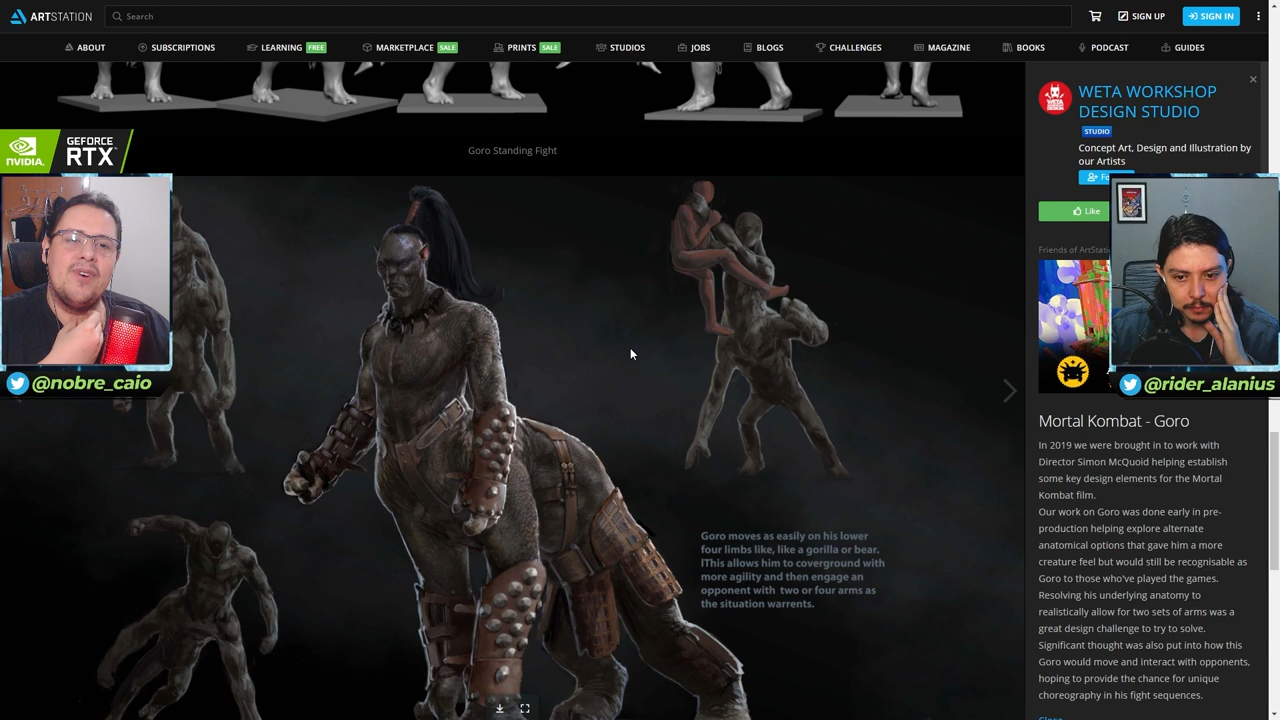 ARTSTATION
Search
SIGN UP
SIGN IN
ABOUT
SUBSCRIPTIONS
LEARNING FREE
MARKETPLACE SALE
PRINTS SALE
STUDIOS
JOBS
BLOGS
CHALLENGES
MAGAZINE
BOOKS
PODCAST
GUIDES
NVIDIA.
GEFORCE
RTX
Goro Standing Fight
@nobre_caio
Goro moves as easily on his lower
four limbs like, like a gorilla or bear.
IThis allows him to coverground with
more agility and then engage an
opponent with two or four arms as
the situation warrents.
WETA WORKSHOP
DESIGN STUDIO
STUDIO
Concept Art, Design and Illustration by
our Artists
Fo
Like
Friends of ArtStati
@rider_alanius
Mortal Kombat - Goro
In 2019 we were brought in to work with
Director Simon McQuoid helping establish
some key design elements for the Mortal
Kombat film.
Our work on Goro was done early in pre-
production helping explore alternate
anatomical options that gave him a more
creature feel but would still be recognisable as
Goro to those who've played the games.
Resolving his underlying anatomy to
realistically allow for two sets of arms was a
great design challenge to try to solve.
Significant thought was also put into how this
Goro would move and interact with opponents,
hoping to provide the chance for unique
choreography in his fight sequences.
Close